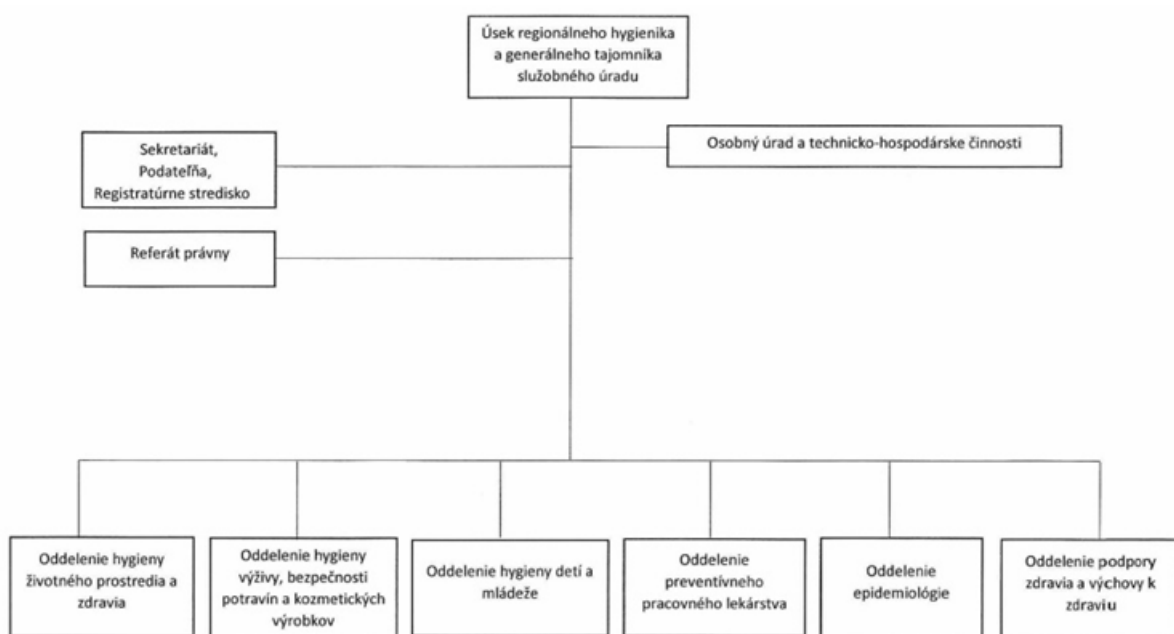 Úsek regionálneho hygienika
a generálneho tajomníka
služobného úradu
Sekretariát,
Podateľňa,
Registratúrne stredisko
Osobný úrad a technicko-hospodárske činnosti
Referát právny
Oddelenie hygieny
životného prostredia a
zdravia
Oddelenie hygieny
výživy, bezpečnosti
potravín a kozmetických
výrobkov
Oddelenie hygieny detí a
mládeže
Oddelenie
preventívneho
pracovného lekárstva
Oddelenie
epidemiológie
Oddelenie podpory
zdravia a výchovy k
zdraviu